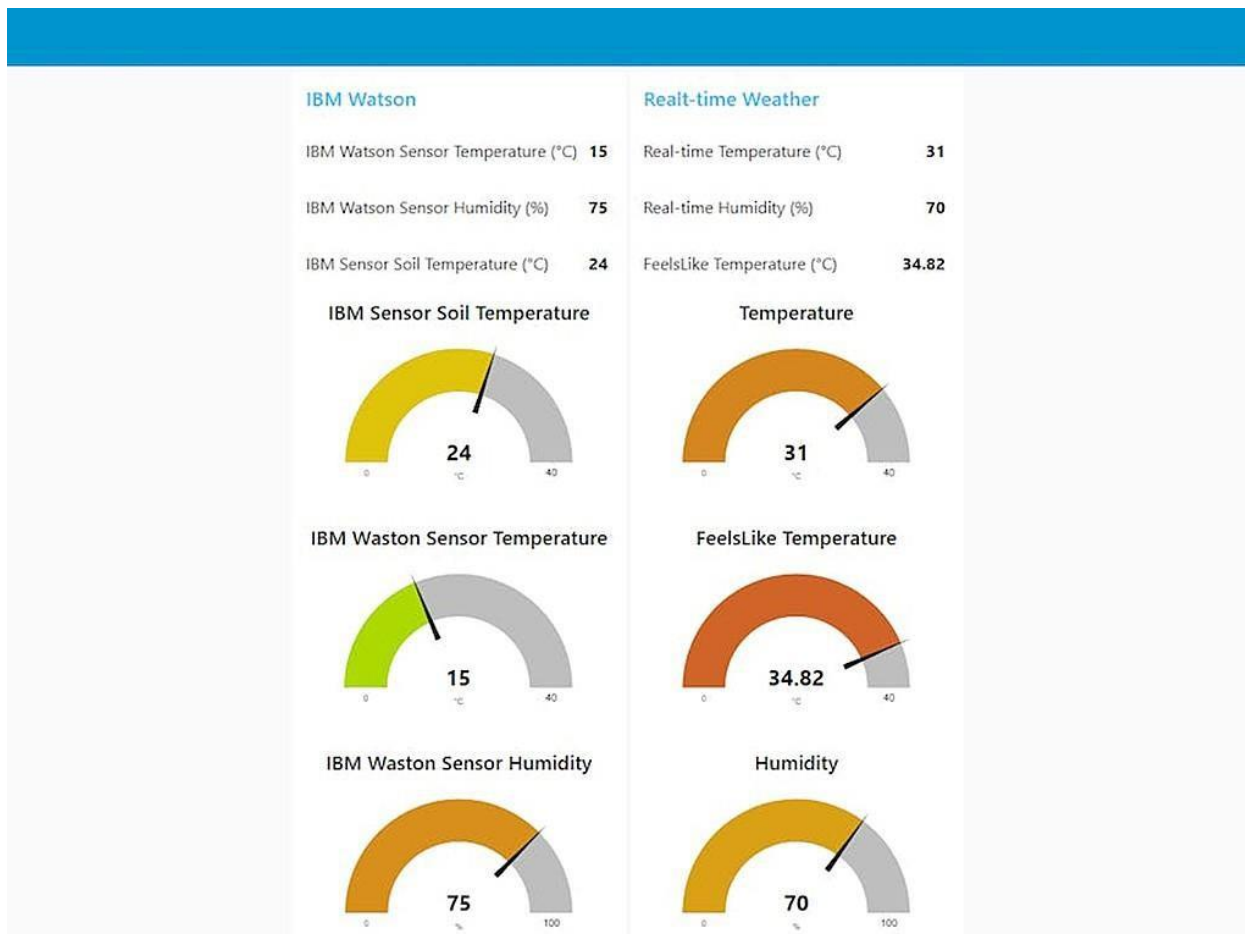 IBM Watson
IBM Watson Sensor Temperature (°C) 15
IBM Watson Sensor Humidity (%) 75
IBM Sensor Soil Temperature (°C) 24
IBM Sensor Soil Temperature
24
°C
0
40
IBM Waston Sensor Temperature
15
°C
0
40
IBM Waston Sensor Humidity
75
%
0
100
Realt-time Weather
Real-time Temperature (°C) 31
Real-time Humidity (%) 70
FeelsLike Temperature (°C) 34.82
Temperature
31
°C
0
40
FeelsLike Temperature
34.82
°C
0
40
Humidity
70
%
0
100